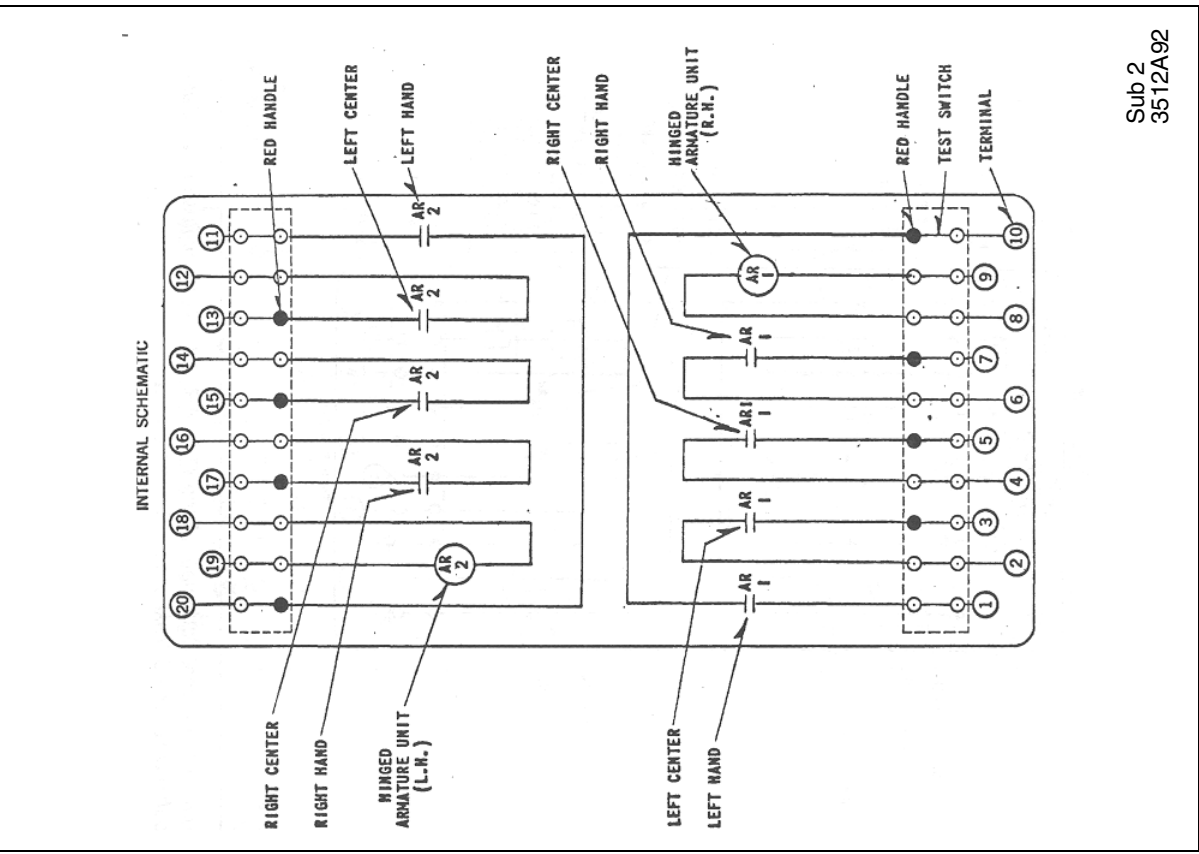 INTERNAL SCHEMATIC
20 18 16 14 12
19 17 15 13 11
RIGHT CENTER
RED HANDLE
RIGHT HAND
LEFT CENTER
HINGED
ARMATURE UNIT
(L.H.)
LEFT HAND
AR
2
AR
2
AR
2
AR
2
AR
2
RIGHT CENTER
RIGHT HAND
LEFT CENTER
HINGED
ARMATURE UNIT
(R.H.)
LEFT HAND
AR
1
AR
1
ARI
1
AR
1
AR
1
RED HANDLE
TEST SWITCH
TERMINAL
1 3 5 7 9
2 4 6 8 10
Sub 2
3512A92